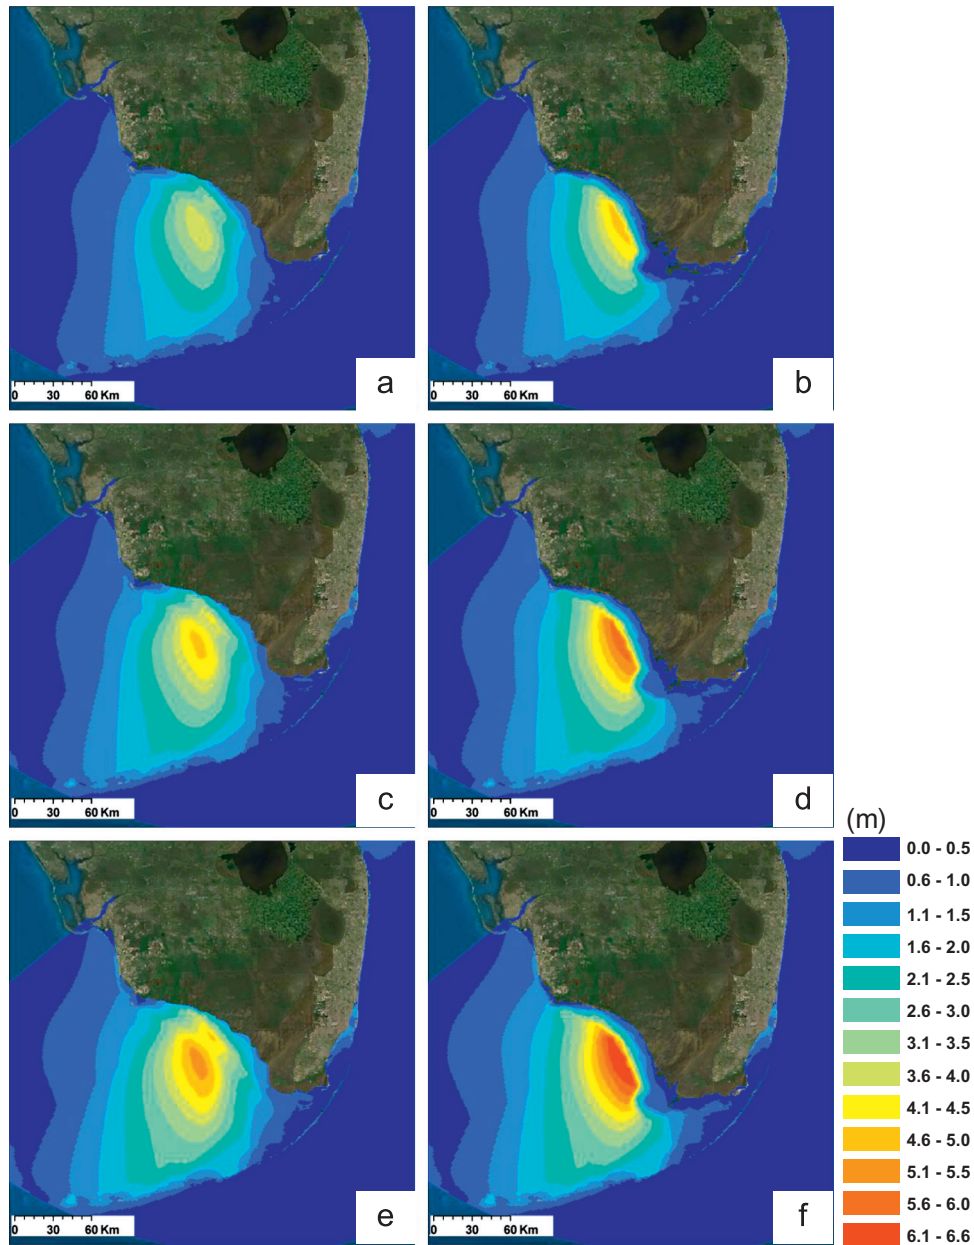 a
0 30 60 Km
b
0 30 60 Km
c
0 30 60 Km
d
0 30 60 Km
e
0 30 60 Km
f
0 30 60 Km
(m)
0.0 - 0.5
0.6 - 1.0
1.1 - 1.5
1.6 - 2.0
2.1 - 2.5
2.6 - 3.0
3.1 - 3.5
3.6 - 4.0
4.1 - 4.5
4.6 - 5.0
5.1 - 5.5
5.6 - 6.0
6.1 - 6.6